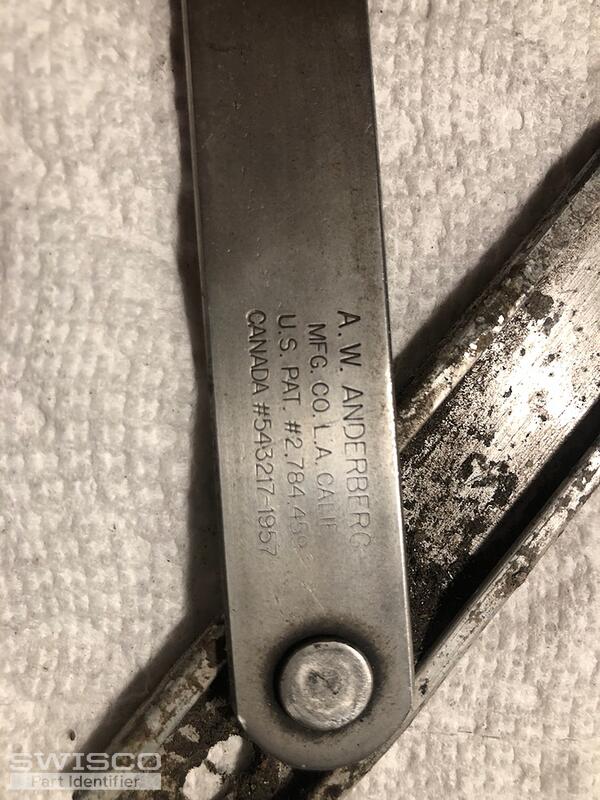 A. W. ANDERBERG
MFG. CO. L. A. CALIF
U.S. PAT. #2,784,459
CANADA #543217-1957
SWISCO
Part Identifier